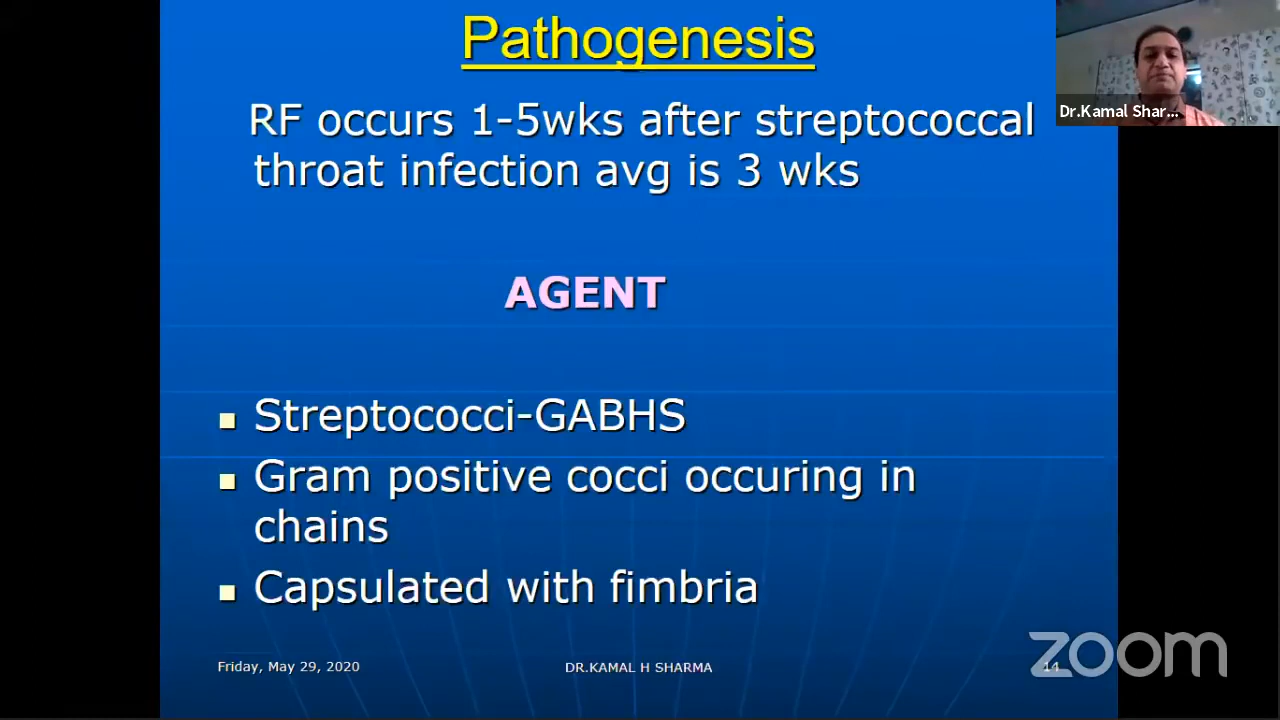 Pathogenesis
RF occurs 1-5wks after streptococcal
throat infection avg is 3 wks
Dr.Kamal Shar...
AGENT
Streptococci-GABHS
Gram positive cocci occuring in
chains
Capsulated with fimbria
Friday, May 29, 2020
DR.KAMAL H SHARMA
14
zoom